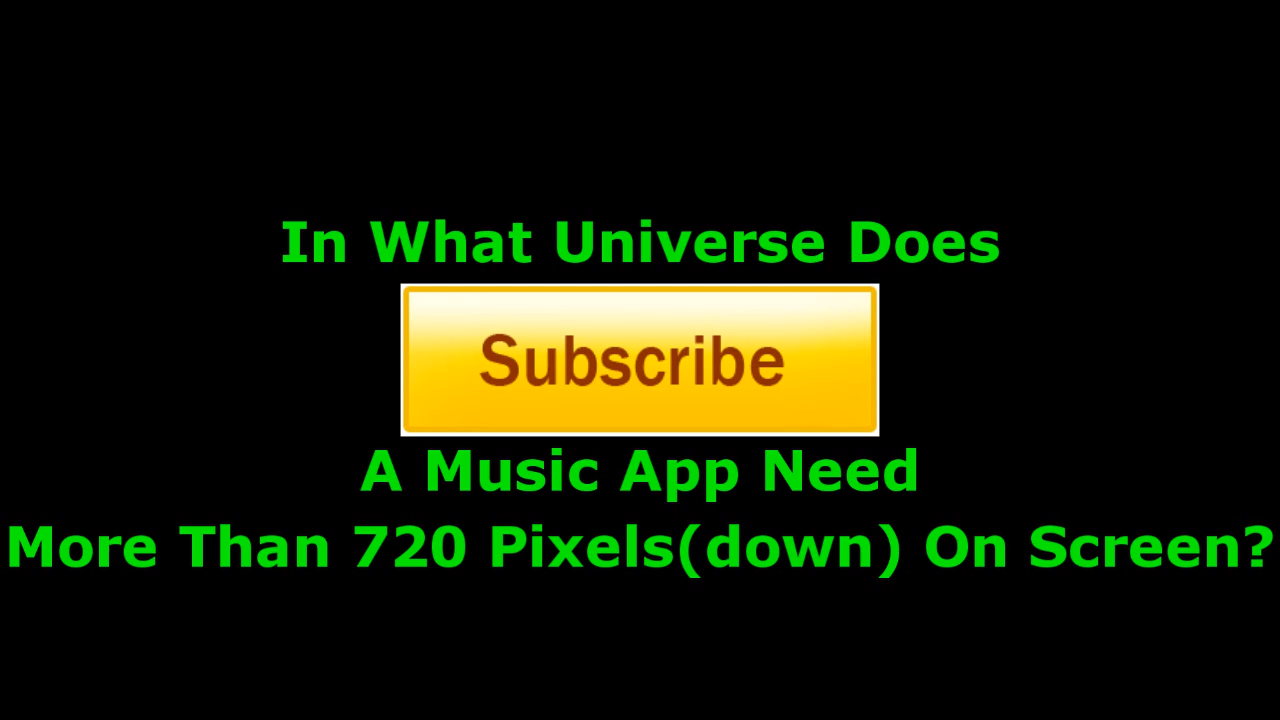 In What Universe Does
Subscribe
A Music App Need
More Than 720 Pixels(down) On Screen?